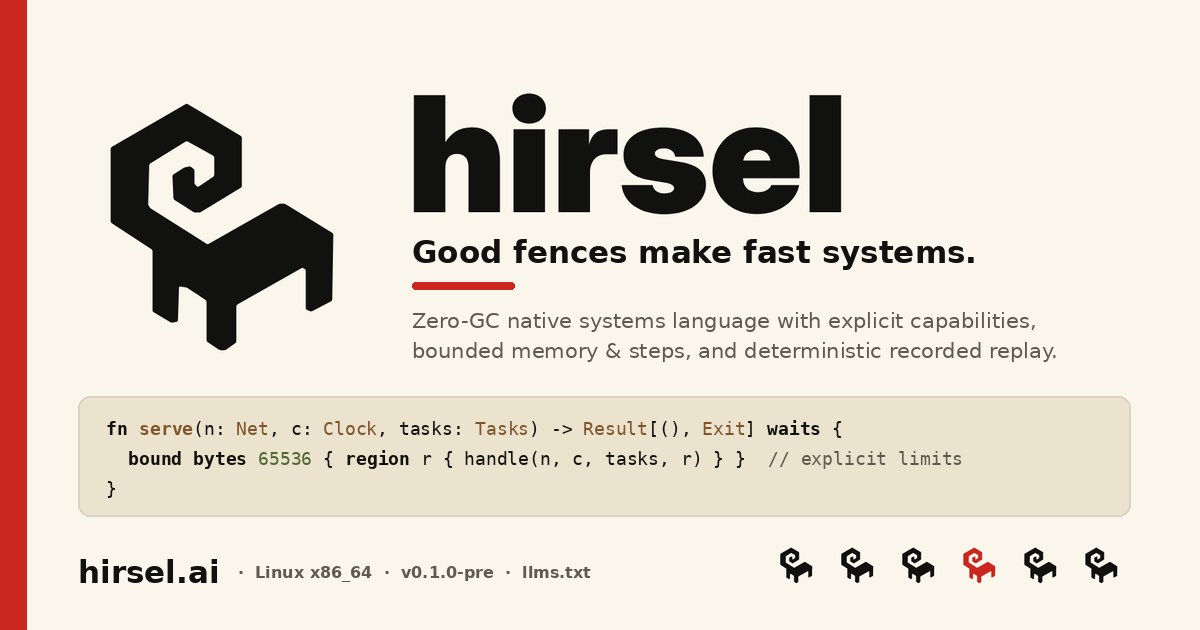 hirsel
Good fences make fast systems.
Zero-GC native systems language with explicit capabilities,
bounded memory & steps, and deterministic recorded replay.
fn serve(n: Net, c: Clock, tasks: Tasks) -> Result[(), Exit] waits {
  bound bytes 65536 { region r { handle(n, c, tasks, r) } }  // explicit limits
}
hirsel.ai · Linux x86_64 · v0.1.0-pre · llms.txt